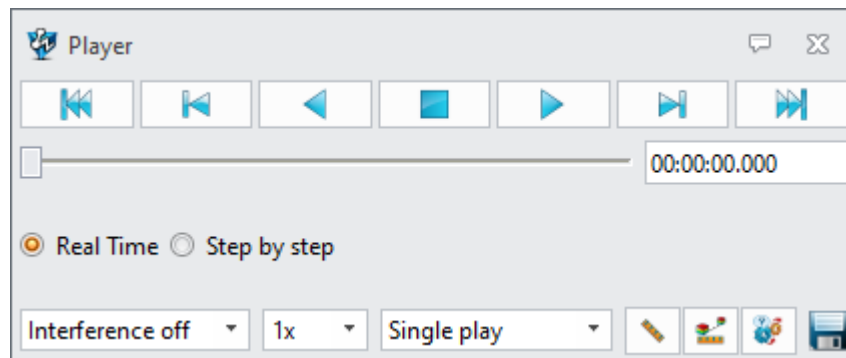 Player
00:00:00.000
Real Time Step by step
Interference off 1x Single play